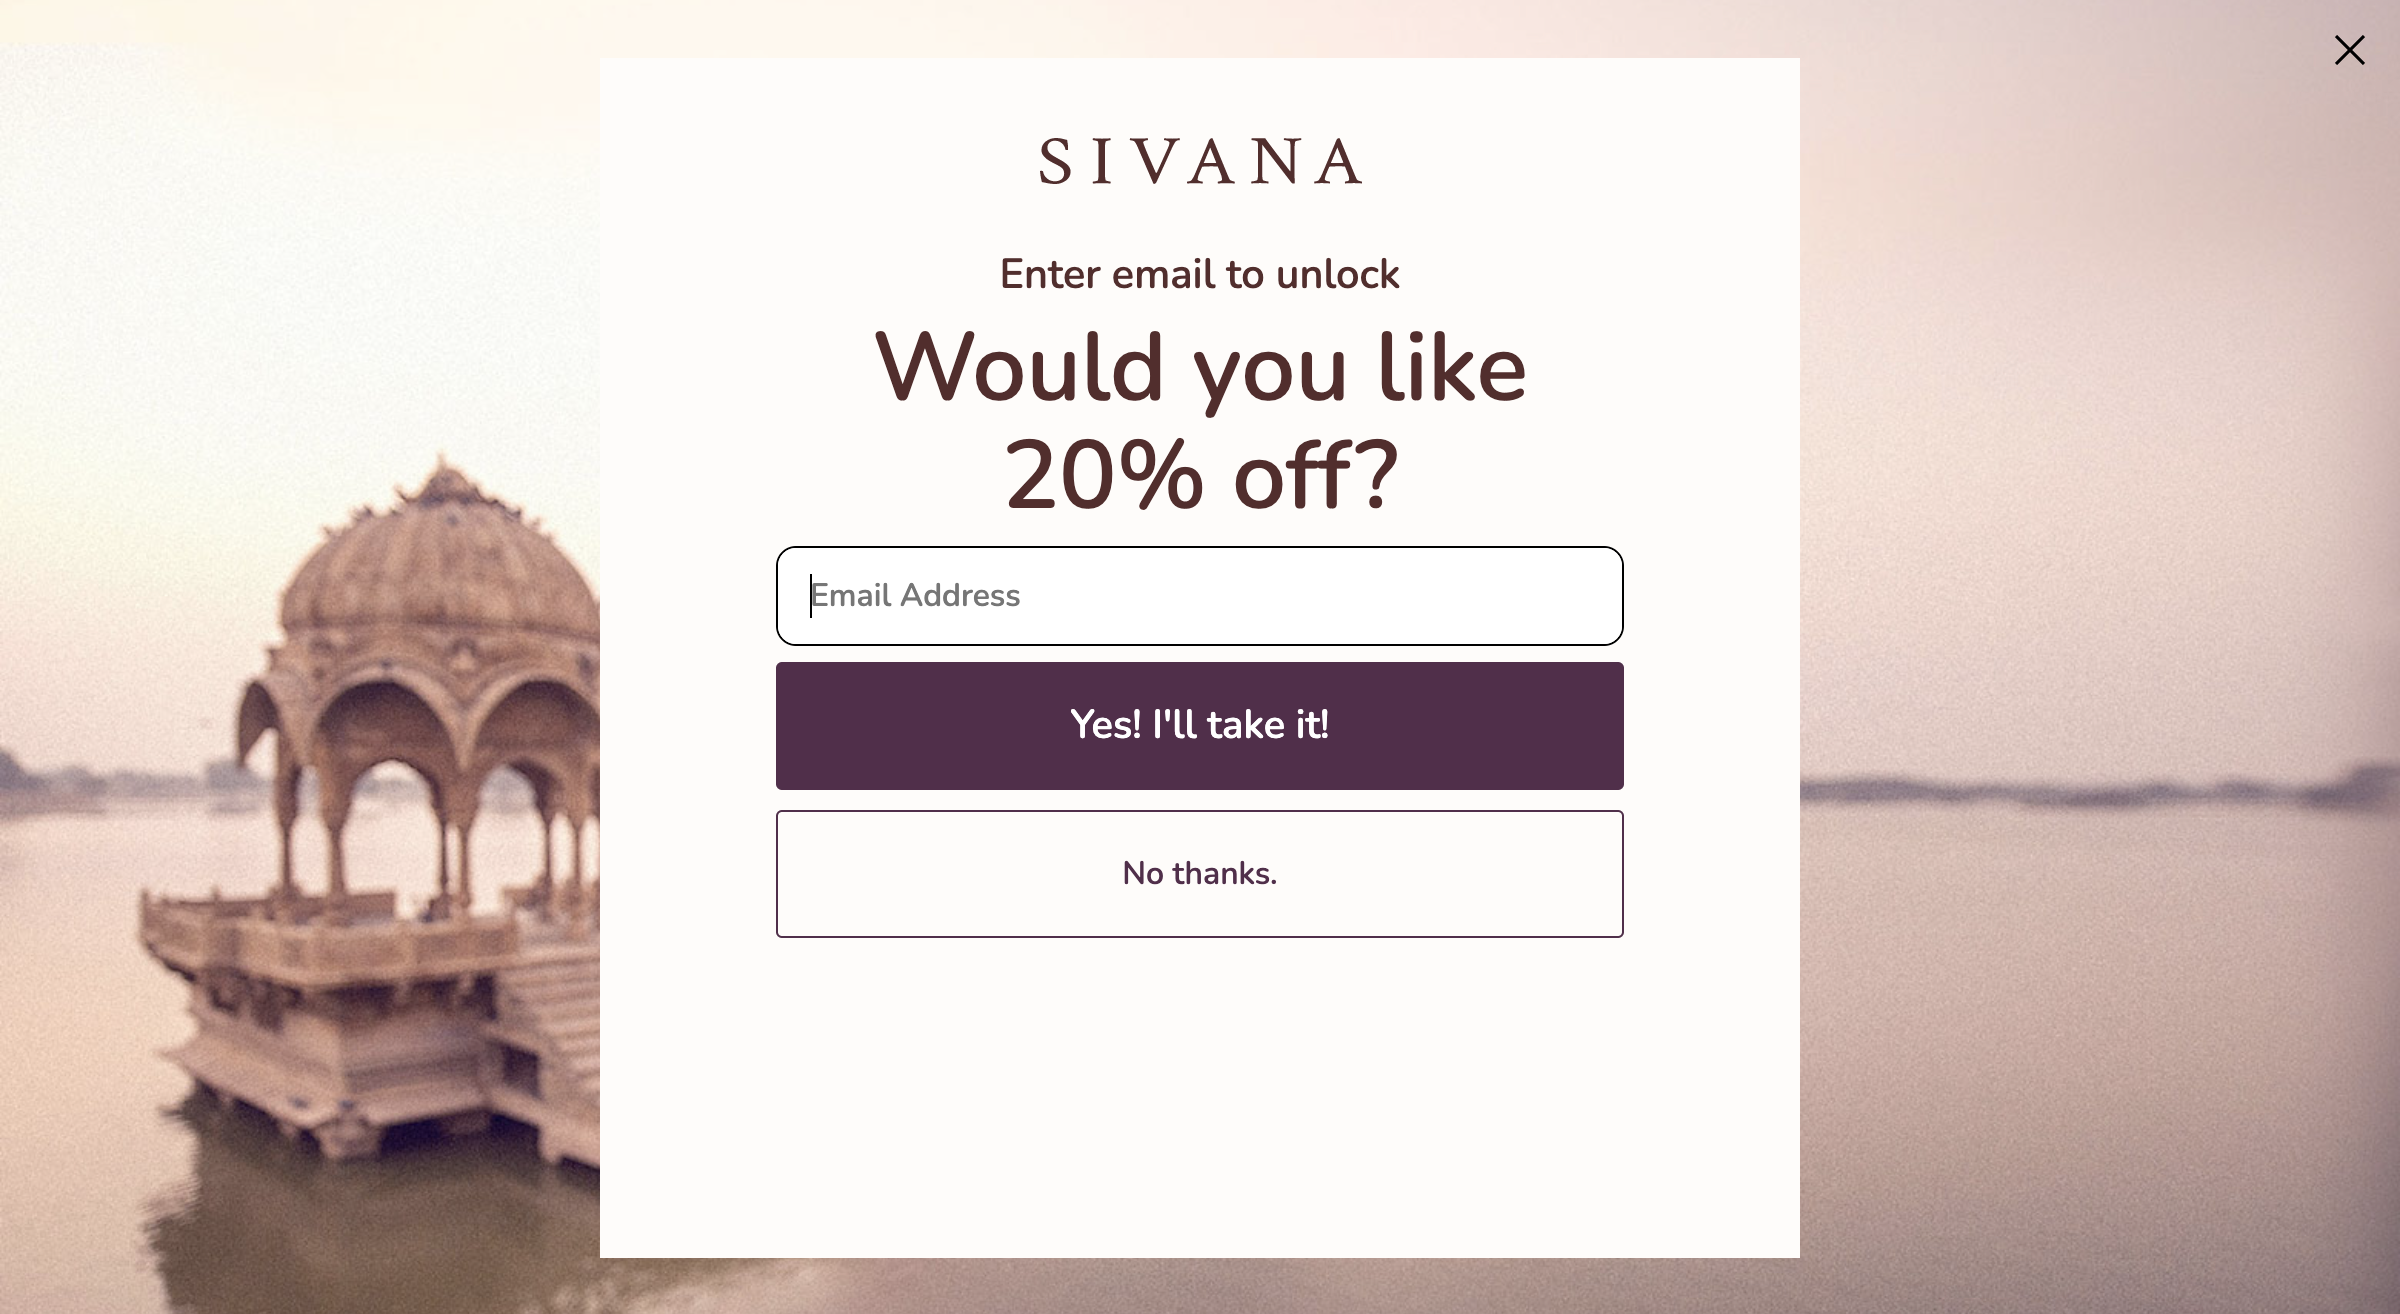 SIVANA
Enter email to unlock
Would you like
20% off?
Email Address
Yes! I'll take it!
No thanks.